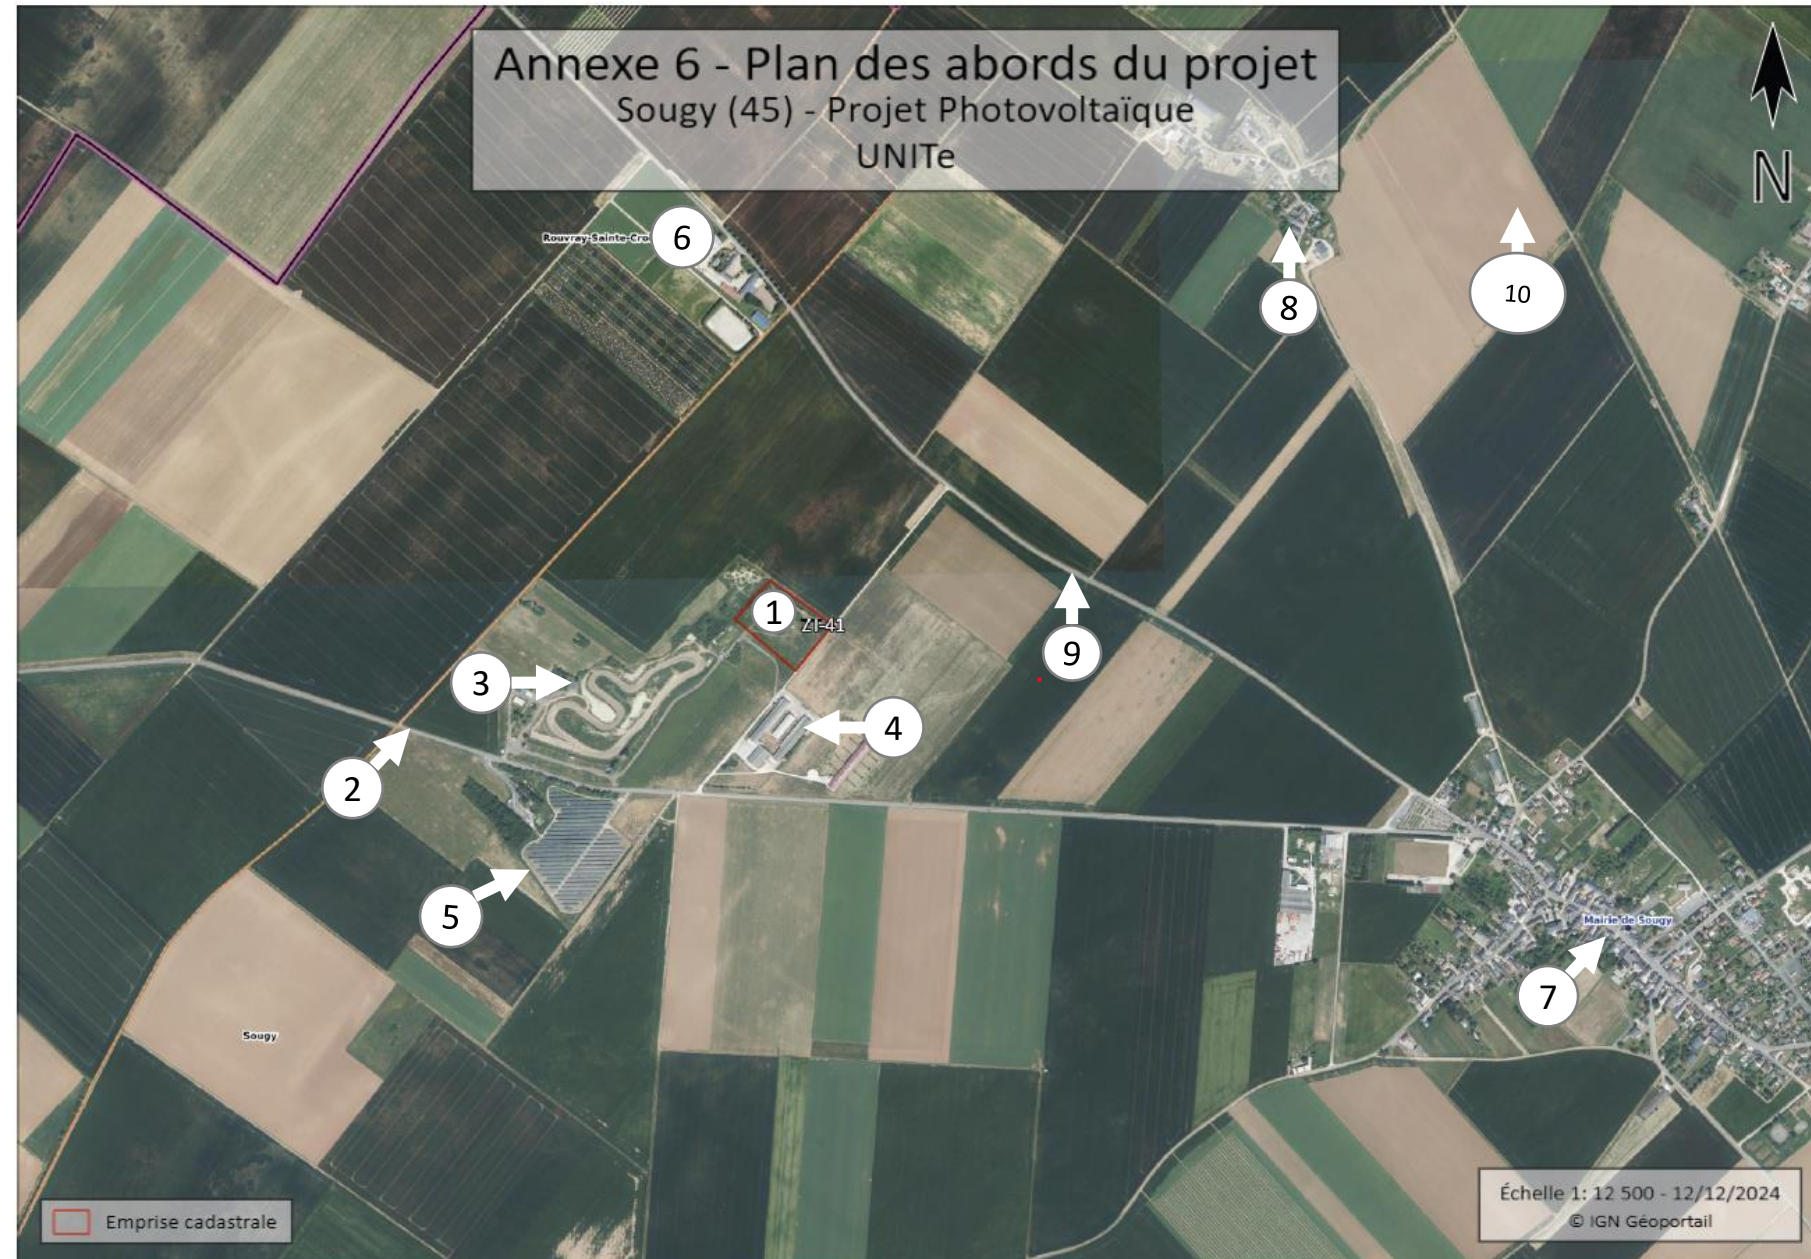 Annexe 6 - Plan des abords du projet
Sougy (45) - Projet Photovoltaïque
UNITe
N
6
Rouvray-Sainte-Cro
8
10
1
ZT-41
9
3
4
2
5
Mairie de Sougy
7
Sougy
Emprise cadastrale
Échelle 1: 12 500 - 12/12/2024
© IGN Géoportail